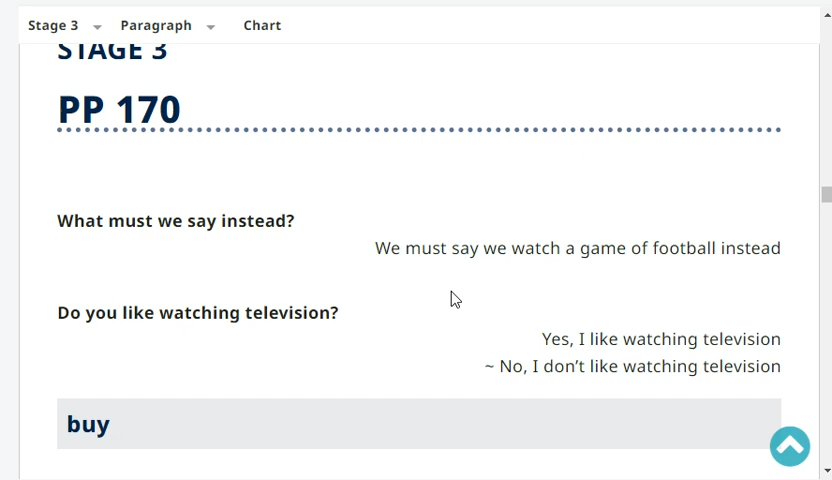 Stage 3 Paragraph Chart
STAGE 3
PP 170
What must we say instead?
We must say we watch a game of football instead
Do you like watching television?
Yes, I like watching television
~ No, I don’t like watching television
buy